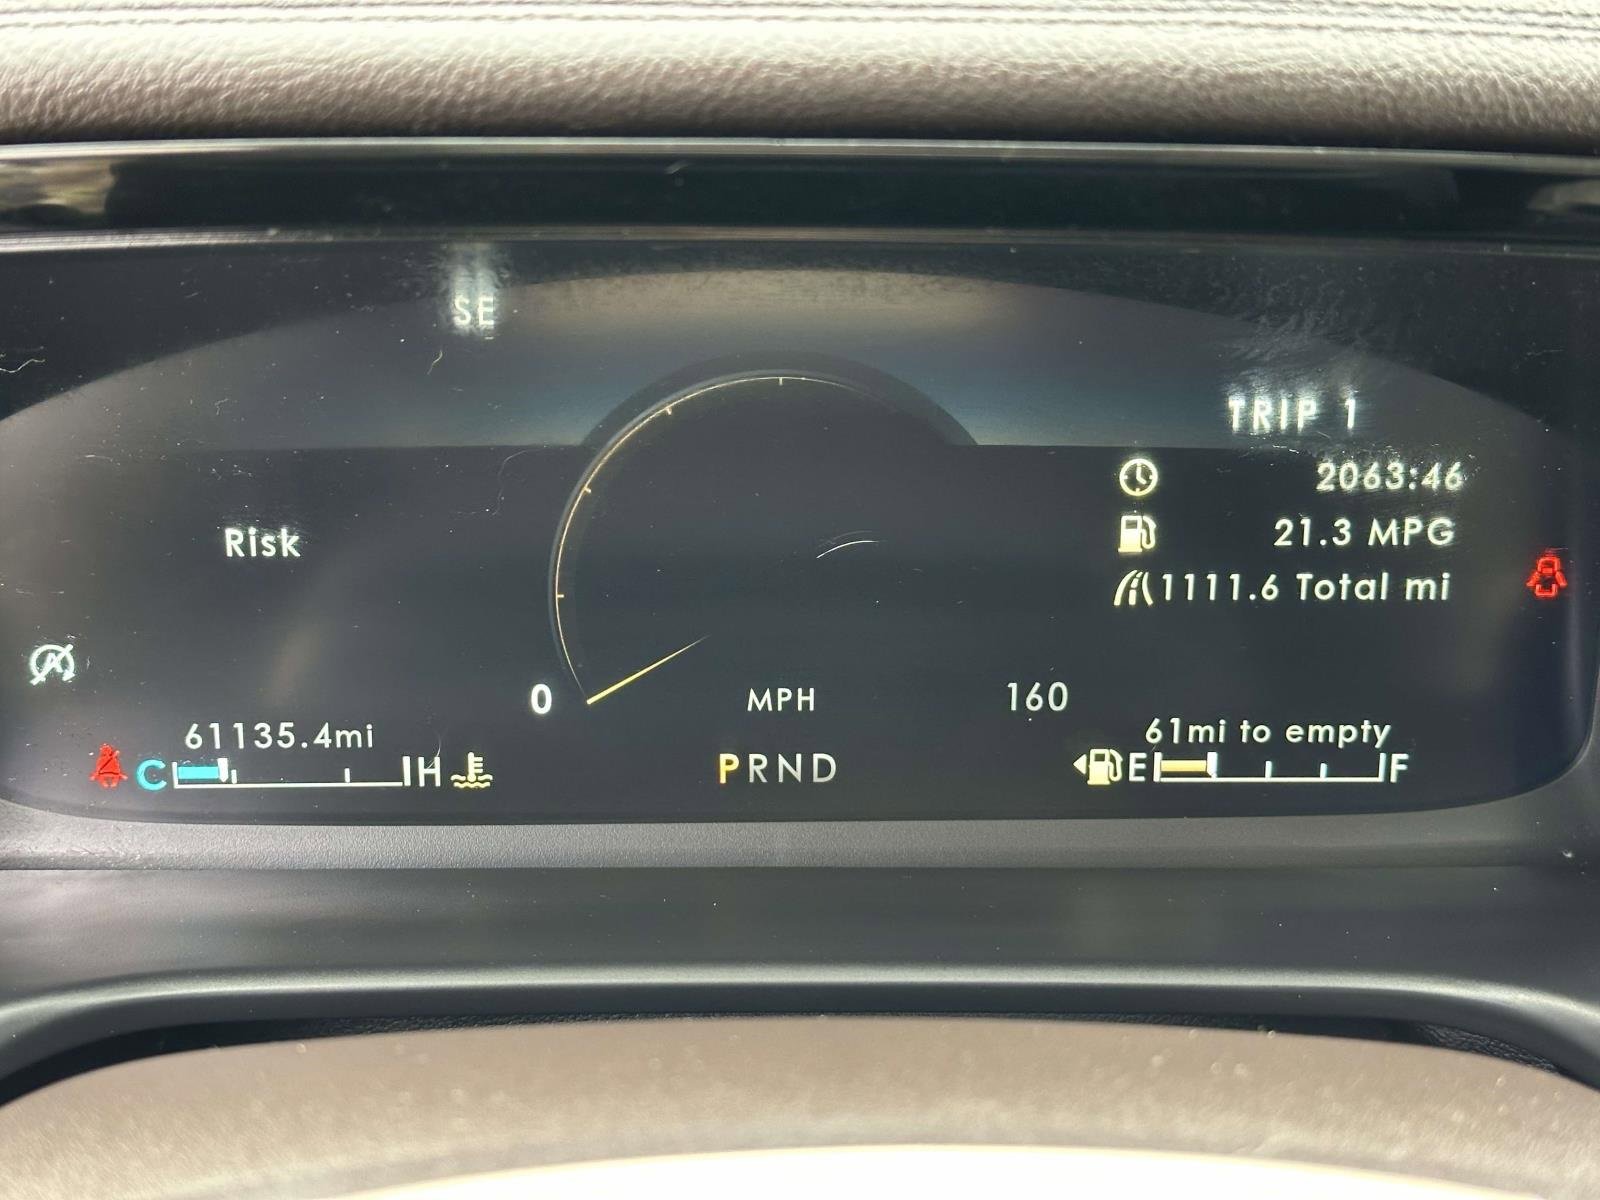 SE
TRIP 1
2063:46
21.3 MPG
1111.6 Total mi
Risk
0
MPH
160
61135.4mi
61mi to empty
C
H
PRND
E
F